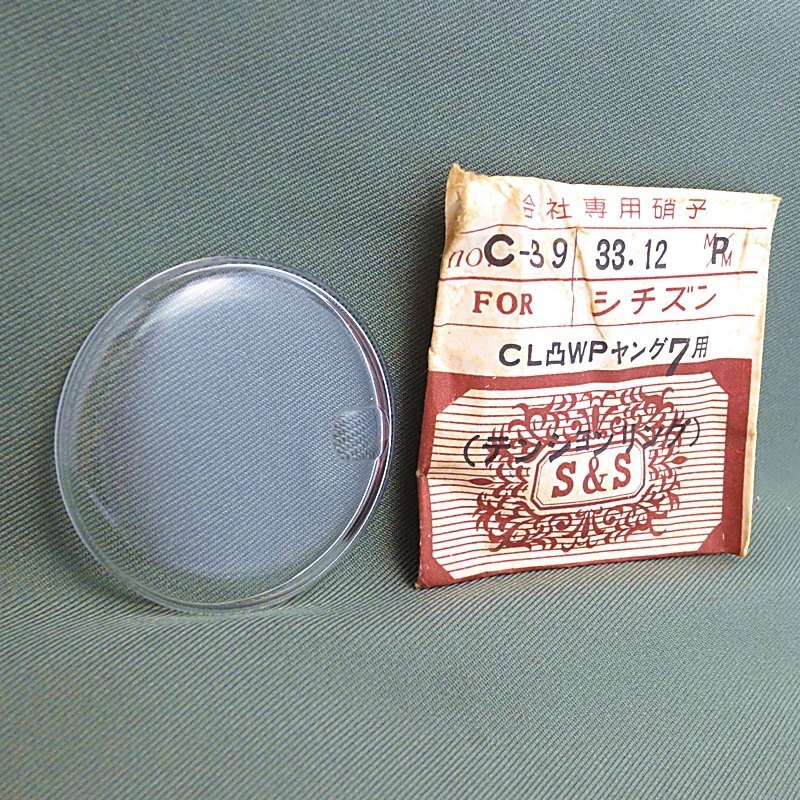 会社専用硝子
no C-39 33.12 M/M P
FOR シチズン
CL凸WPヤング7用
(テンションリング)
S&S